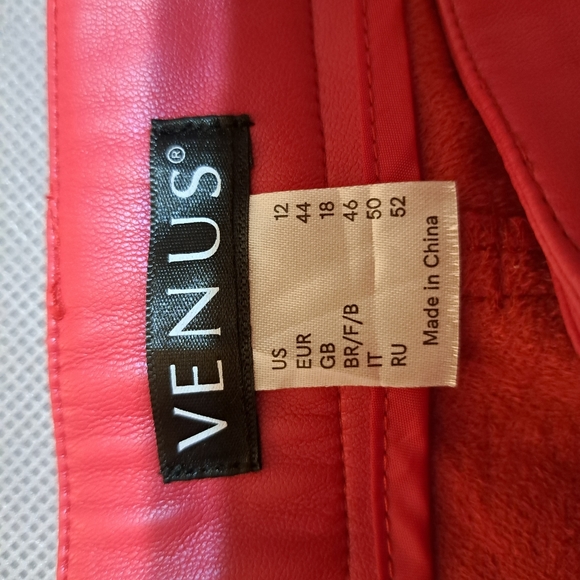 VENUS®
US 12
EUR 44
GB 18
BR/F/B 46
IT 50
RU 52
Made in China